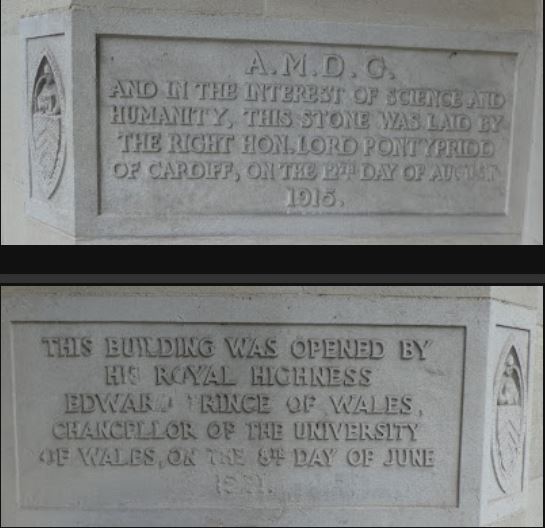 A.M.D.G.
AND IN THE INTEREST OF SCIENCE AND
HUMANITY, THIS STONE WAS LAID BY
THE RIGHT HON. LORD PONTYPRIDD
OF CARDIFF, ON THE 12TH DAY OF AUGUST
1915.
THIS BUILDING WAS OPENED BY
HIS ROYAL HIGHNESS
EDWARD PRINCE OF WALES,
CHANCELLOR OF THE UNIVERSITY
OF WALES, ON THE 8TH DAY OF JUNE